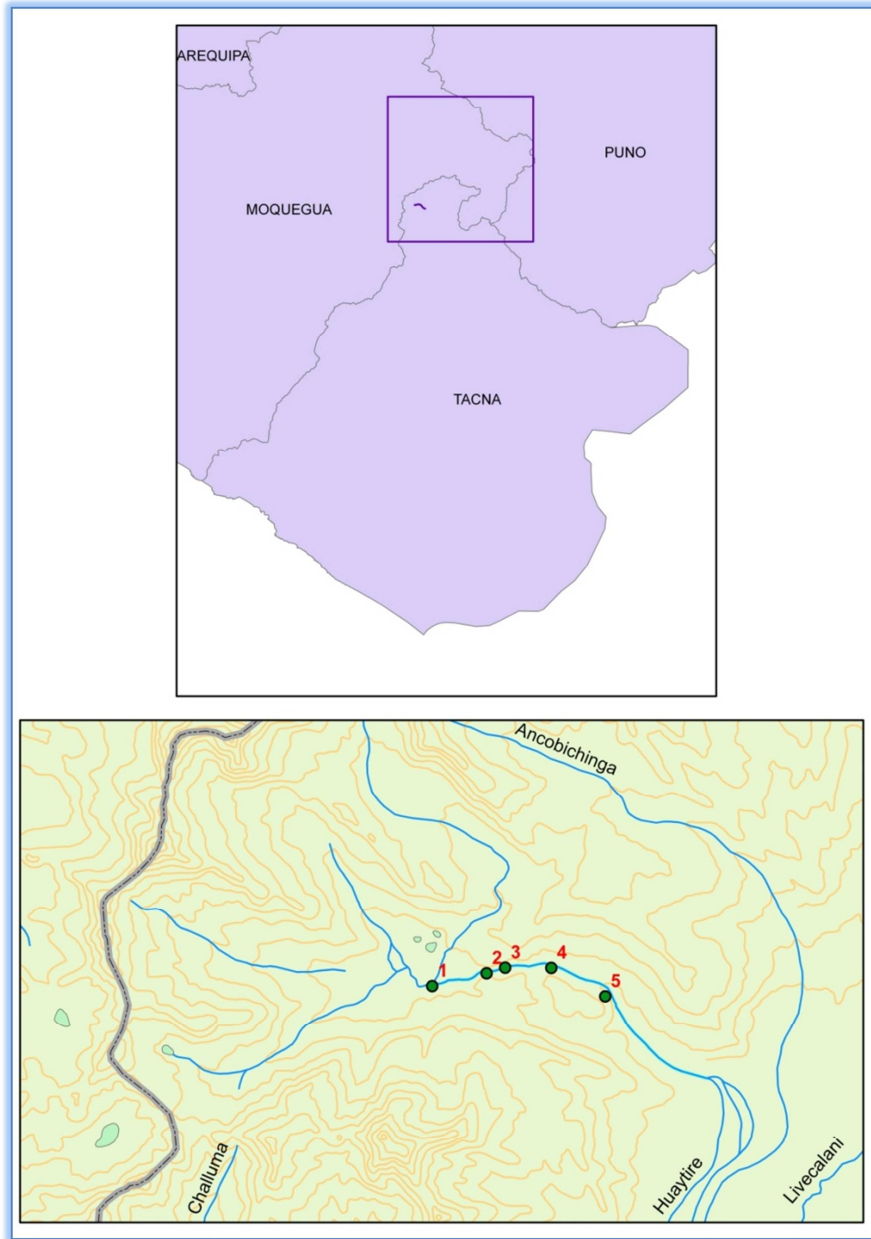 AREQUIPA
PUNO
MOQUEGUA
TACNA
Ancobichinga
1
2
3
4
5
Challuma
Huaytire
Livecalani